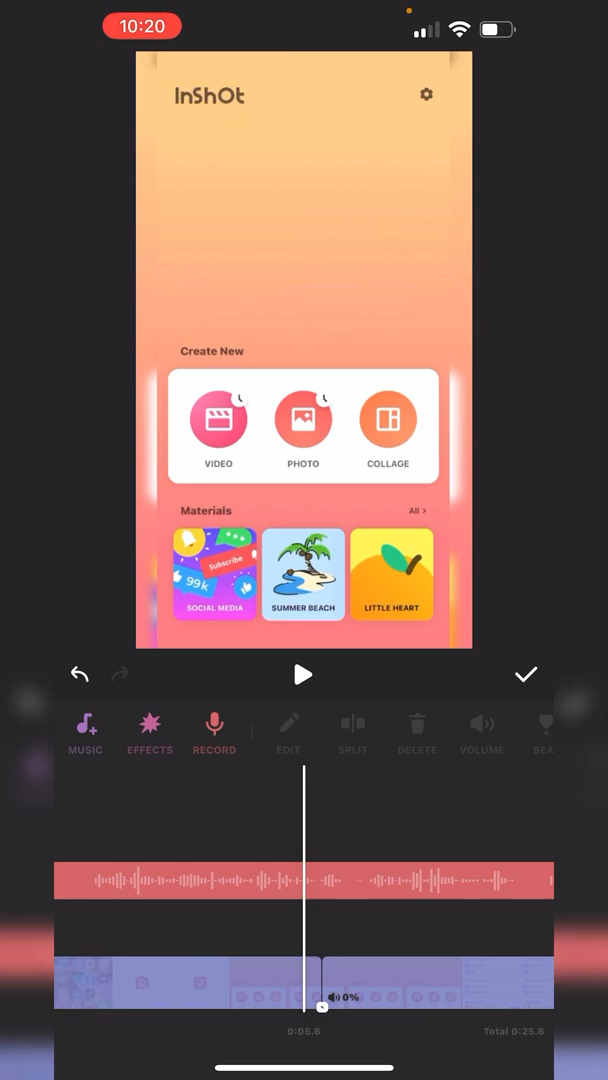 10:20
InShOt
Create New
VIDEO PHOTO COLLAGE
Materials All >
Subscribe
99k
SOCIAL MEDIA SUMMER BEACH LITTLE HEART
MUSIC EFFECTS RECORD EDIT SPLIT DELETE VOLUME BEA
0%
0:05.6 Total 0:25.6